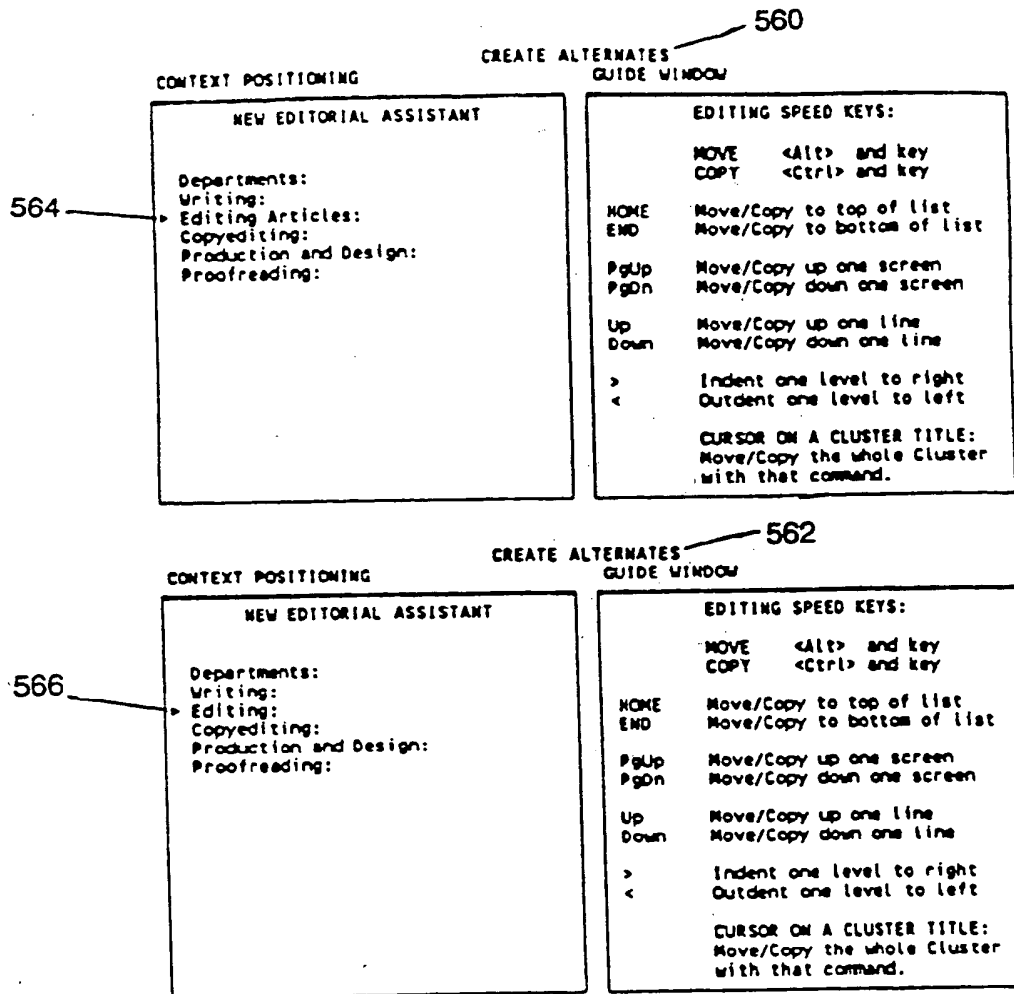 560
CREATE ALTERNATES
CONTEXT POSITIONING GUIDE WINDOW
NEW EDITORIAL ASSISTANT
Departments:
Writing:
564
Editing Articles:
Copyediting:
Production and Design:
Proofreading:
EDITING SPEED KEYS:
MOVE <Alt> and key
COPY <Ctrl> and key
HOME Move/Copy to top of list
END Move/Copy to bottom of list
PgUp Move/Copy up one screen
PgDn Move/Copy down one screen
Up Move/Copy up one line
Down Move/Copy down one line
> Indent one level to right
< Outdent one level to left
CURSOR ON A CLUSTER TITLE:
Move/Copy the whole Cluster
with that command.
562
CREATE ALTERNATES
CONTEXT POSITIONING GUIDE WINDOW
NEW EDITORIAL ASSISTANT
Departments:
Writing:
566
Editing:
Copyediting:
Production and Design:
Proofreading:
EDITING SPEED KEYS:
MOVE <Alt> and key
COPY <Ctrl> and key
HOME Move/Copy to top of list
END Move/Copy to bottom of list
PgUp Move/Copy up one screen
PgDn Move/Copy down one screen
Up Move/Copy up one line
Down Move/Copy down one line
> Indent one level to right
< Outdent one level to left
CURSOR ON A CLUSTER TITLE:
Move/Copy the whole Cluster
with that command.